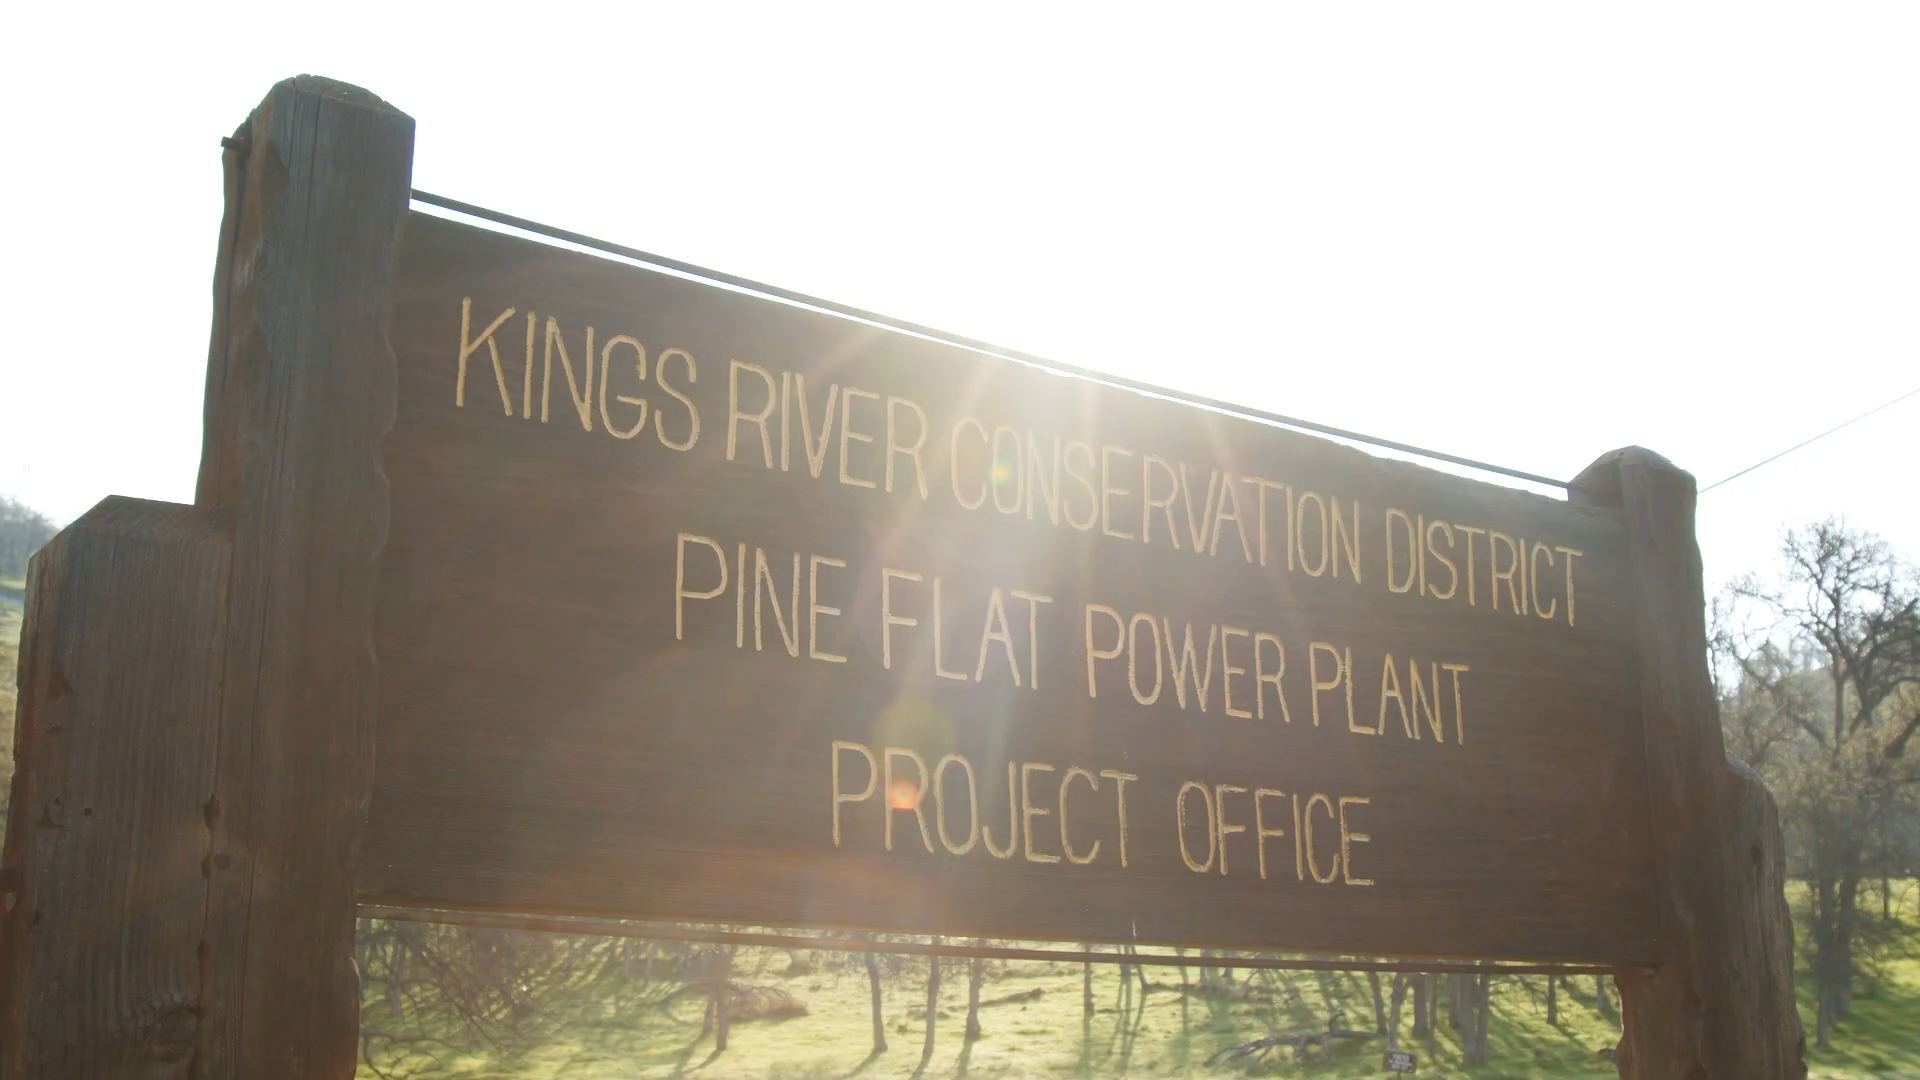 KINGS RIVER CONSERVATION DISTRICT
PINE FLAT POWER PLANT
PROJECT OFFICE